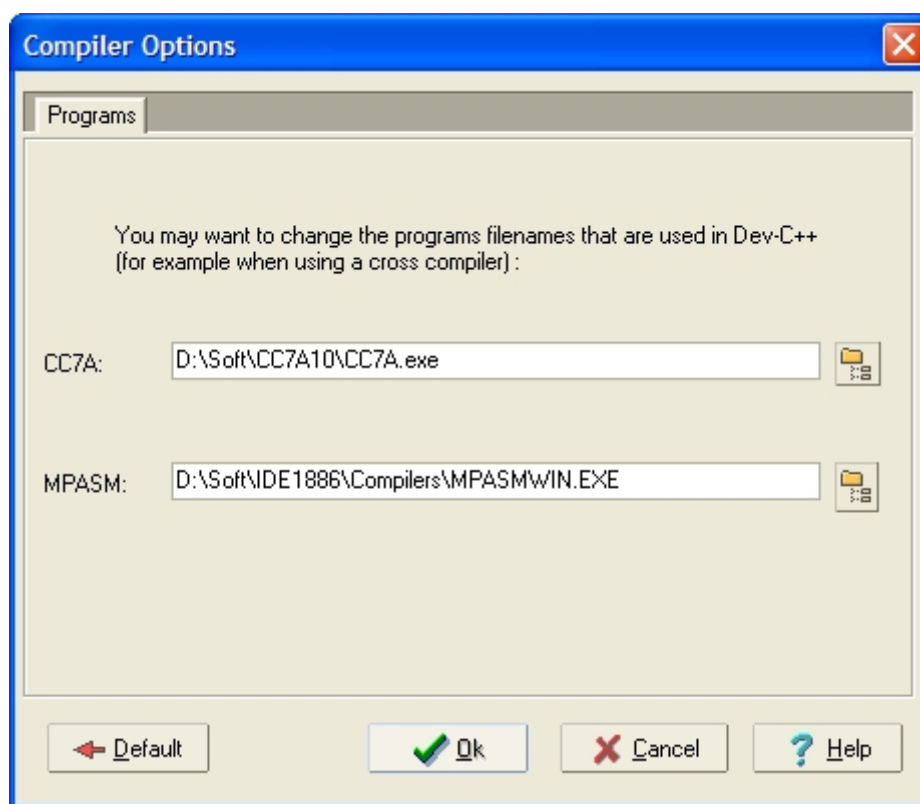 Compiler Options
Programs
You may want to change the programs filenames that are used in Dev-C++
(for example when using a cross compiler) :
CC7A:
D:\Soft\CC7A10\CC7A.exe
MPASM:
D:\Soft\IDE1886\Compilers\MPASMWIN.EXE
Default
Ok
Cancel
Help